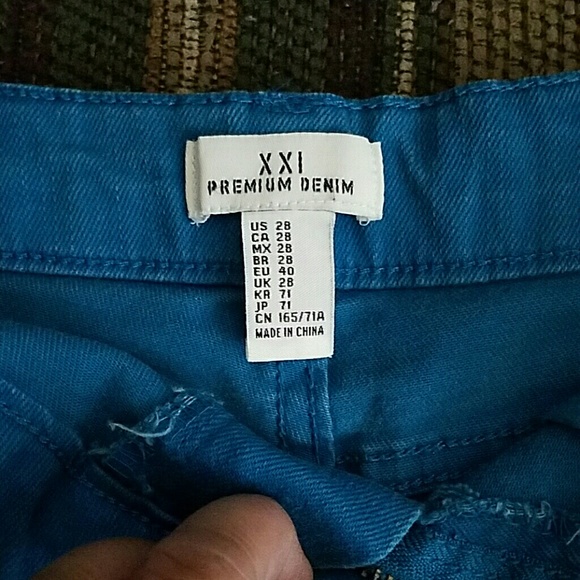 XXI
PREMIUM DENIM
US 28
CA 28
MX 28
BR 28
EU 40
UK 28
KR 71
JP 71
CN 165/71A
MADE IN CHINA